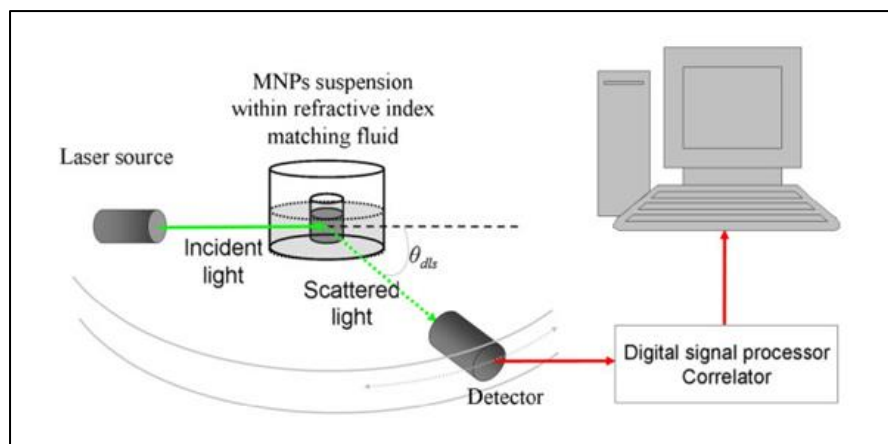 MNPs suspension
within refractive index
matching fluid
Laser source
Incident
light
θdls
Scattered
light
Detector
Digital signal processor
Correlator